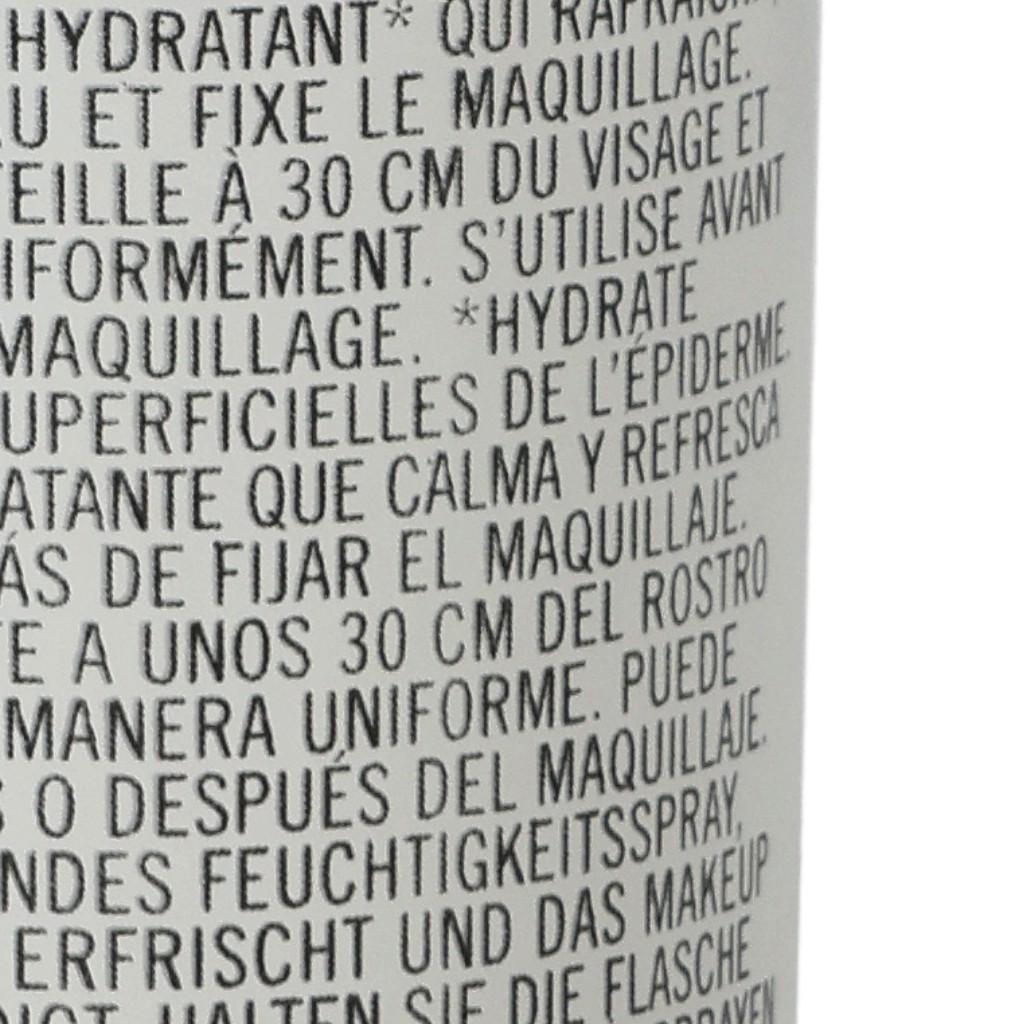 HYDRATANT* QUI RAFRAÎCHIT
U ET FIXE LE MAQUILLAGE.
EILLE À 30 CM DU VISAGE ET
IFORMÉMENT. S'UTILISE AVANT
MAQUILLAGE. *HYDRATE
UPERFICIELLES DE L'ÉPIDERME.
ATANTE QUE CALMA Y REFRESCA
ÁS DE FIJAR EL MAQUILLAJE.
E A UNOS 30 CM DEL ROSTRO
MANERA UNIFORME. PUEDE
S O DESPUÉS DEL MAQUILLAJE.
NDES FEUCHTIGKEITSSPRAY,
ERFRISCHT UND DAS MAKEUP
HALTEN SIE DIE FLASCHE